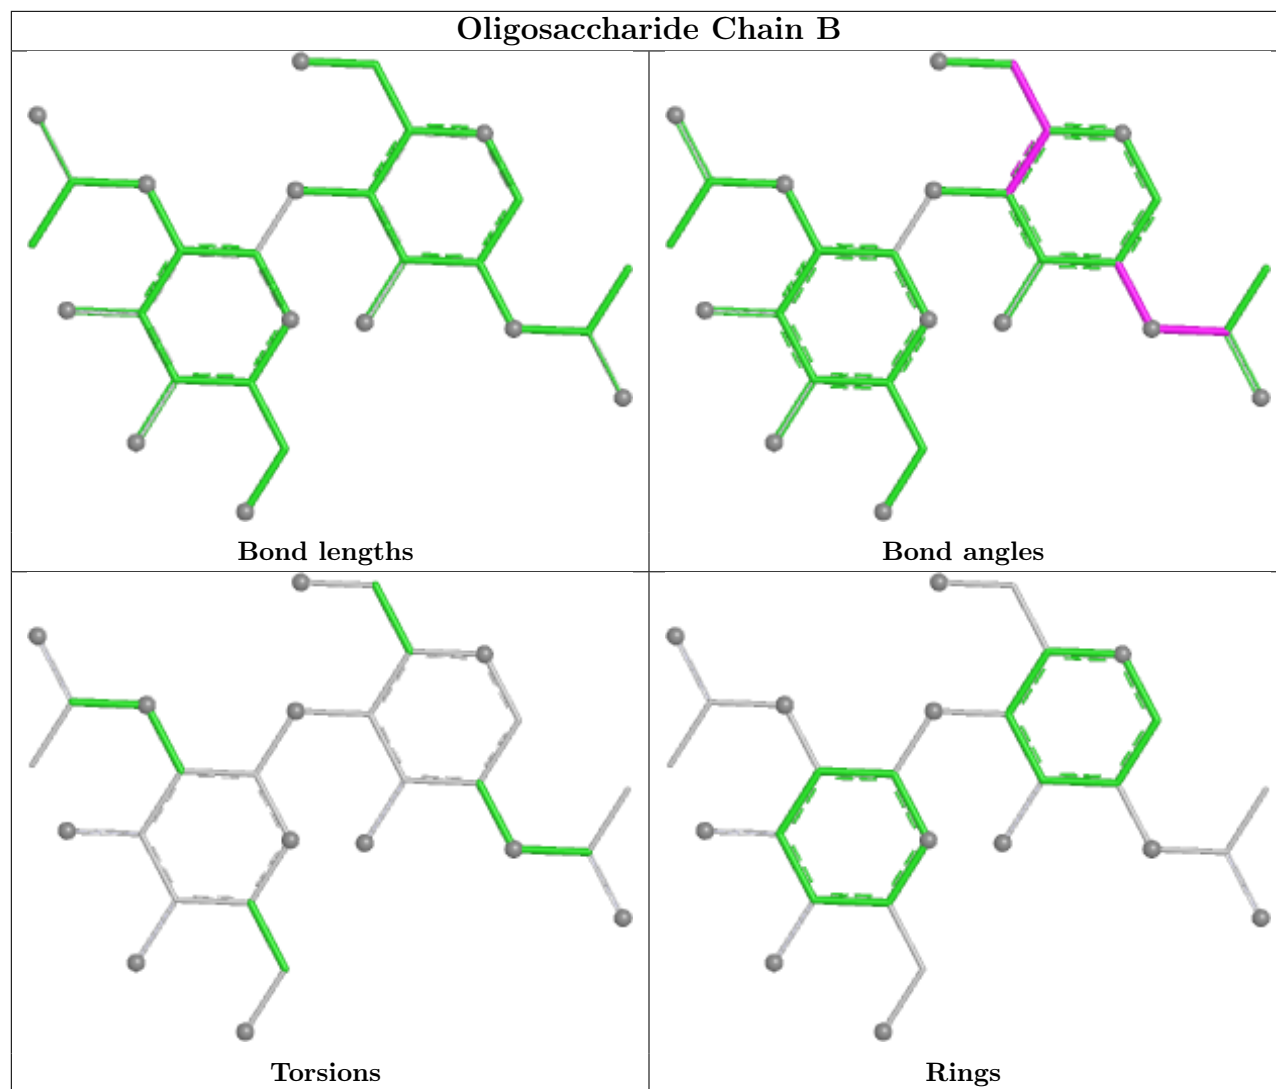 Oligosaccharide Chain B
Bond lengths
Bond angles
Torsions
Rings